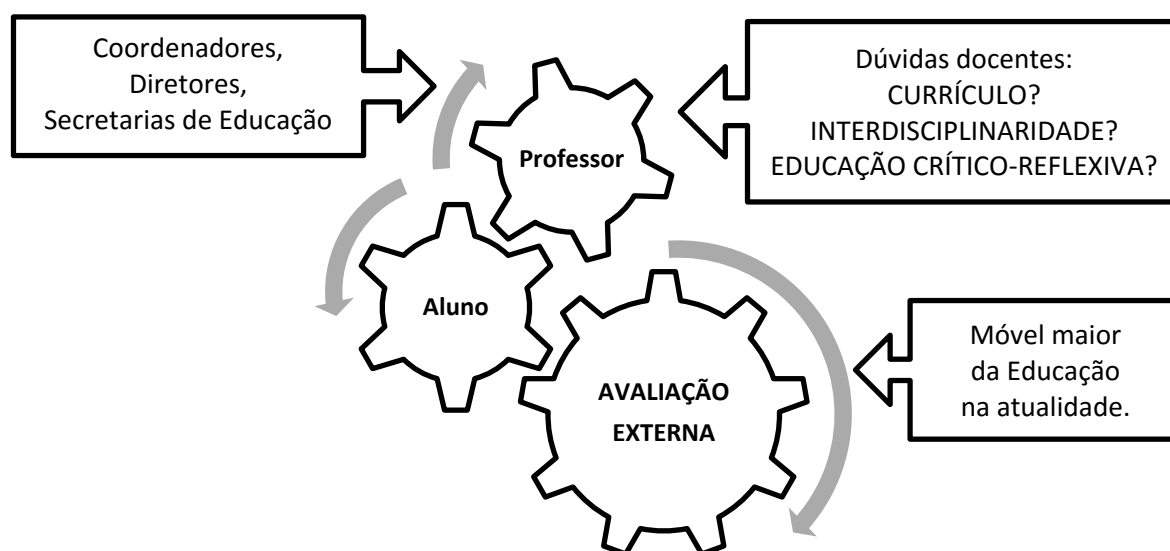 Coordenadores,
Diretores,
Secretarias de Educação
Dúvidas docentes:
CURRÍCULO?
INTERDISCIPLINARIDADE?
EDUCAÇÃO CRÍTICO-REFLEXIVA?
Professor
Aluno
AVALIAÇÃO
EXTERNA
Móvel maior
da Educação
na atualidade.